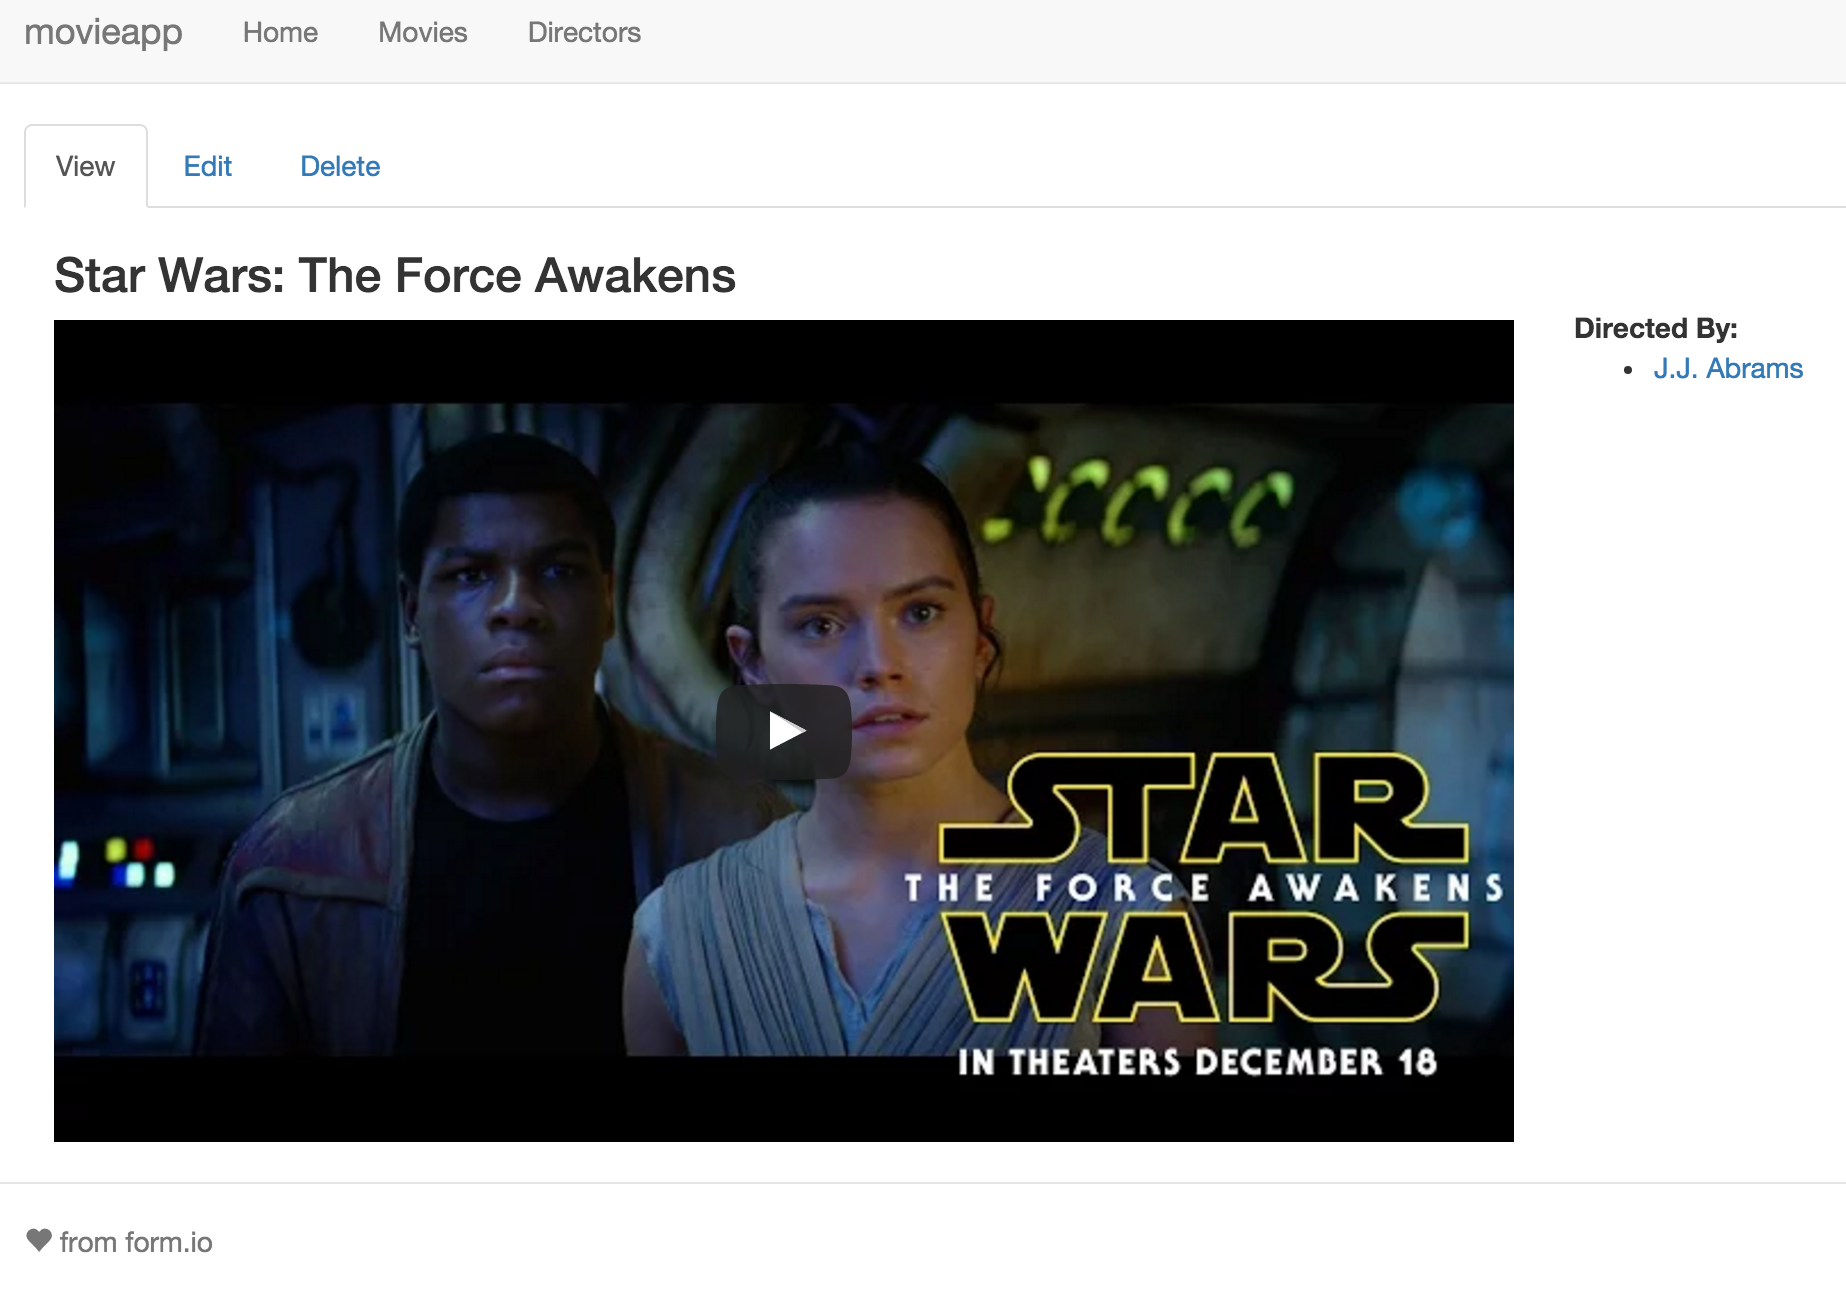 movieapp Home Movies Directors
View Edit Delete
Star Wars: The Force Awakens
Directed By:
• J.J. Abrams
STAR
THE FORCE AWAKENS
WARS
IN THEATERS DECEMBER 18
from form.io